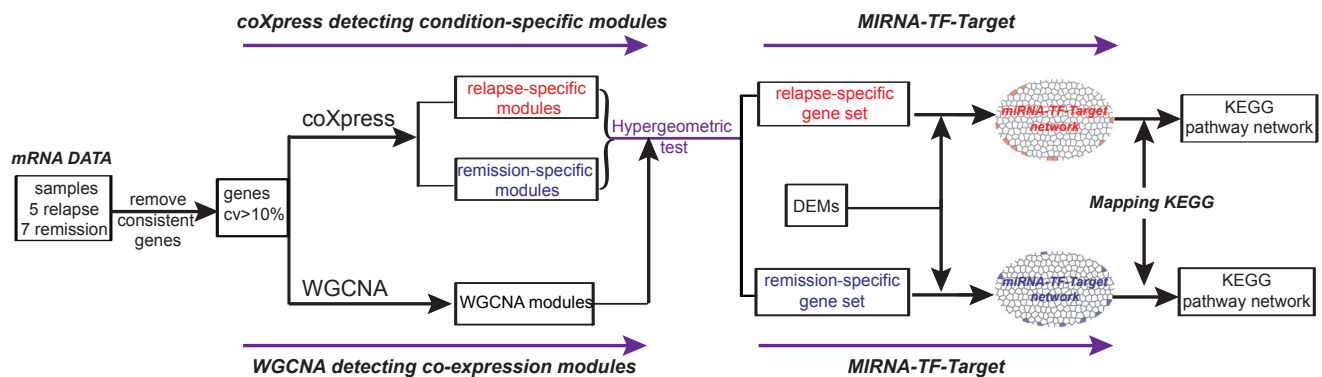 coXpress detecting condition-specific modules
MIRNA-TF-Target
mRNA DATA
samples
5 relapse
7 remission
remove
consistent
genes
genes
cv>10%
coXpress
WGCNA
relapse-specific
modules
remission-specific
modules
WGCNA modules
Hypergeometric
test
relapse-specific
gene set
DEMs
remission-specific
gene set
miRNA-TF-Target
network
miRNA-TF-Target
network
Mapping KEGG
KEGG
pathway network
KEGG
pathway network
WGCNA detecting co-expression modules
MIRNA-TF-Target